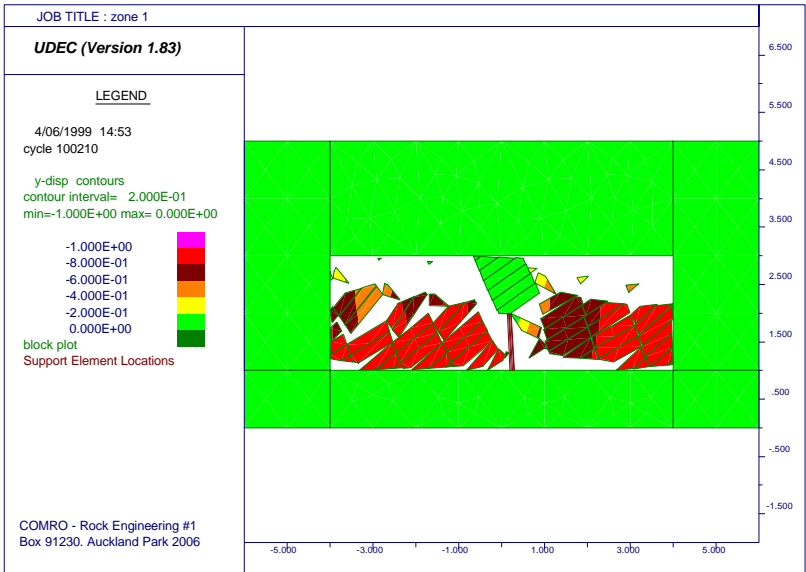 JOB TITLE : zone 1
UDEC (Version 1.83)
LEGEND
4/06/1999 14:53
cycle 100210
y-disp contours
contour interval= 2.000E-01
min=-1.000E+00 max= 0.000E+00
-1.000E+00
-8.000E-01
-6.000E-01
-4.000E-01
-2.000E-01
0.000E+00
block plot
Support Element Locations
COMRO - Rock Engineering #1
Box 91230. Auckland Park 2006
6.500
5.500
4.500
3.500
2.500
1.500
.500
-.500
-1.500
-5.000 -3.000 -1.000 1.000 3.000 5.000